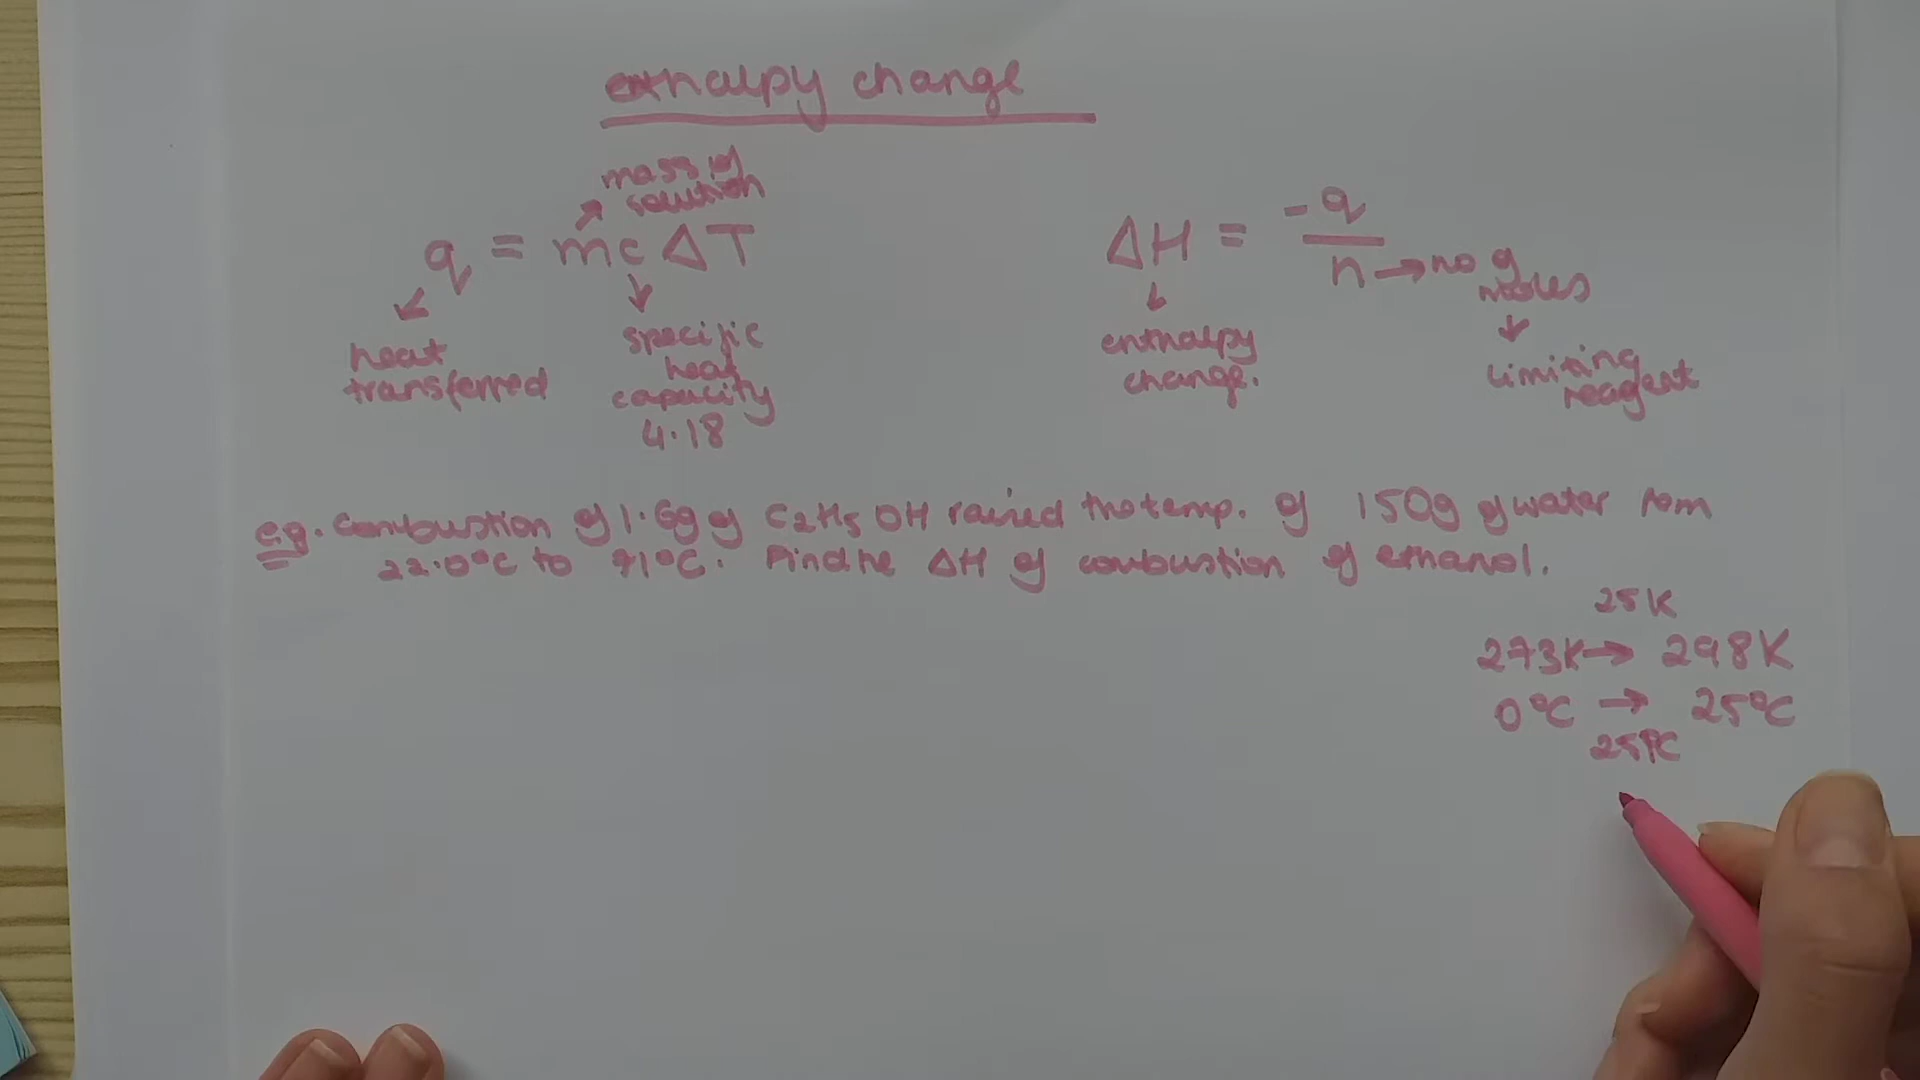 enthalpy change
mass of
solution
q = mc ΔT
heat
transferred
specific
heat
capacity
4.18
ΔH = -q
n → no of
moles
enthalpy
change.
limiting
reagent
e.g. Combustion of 1.6g of C2H5OH raised the temp. of 150g of water from
22.0°C to 71°C. Find the ΔH of combustion of ethanol.
25K
273K → 298K
0°C → 25°C
25°C